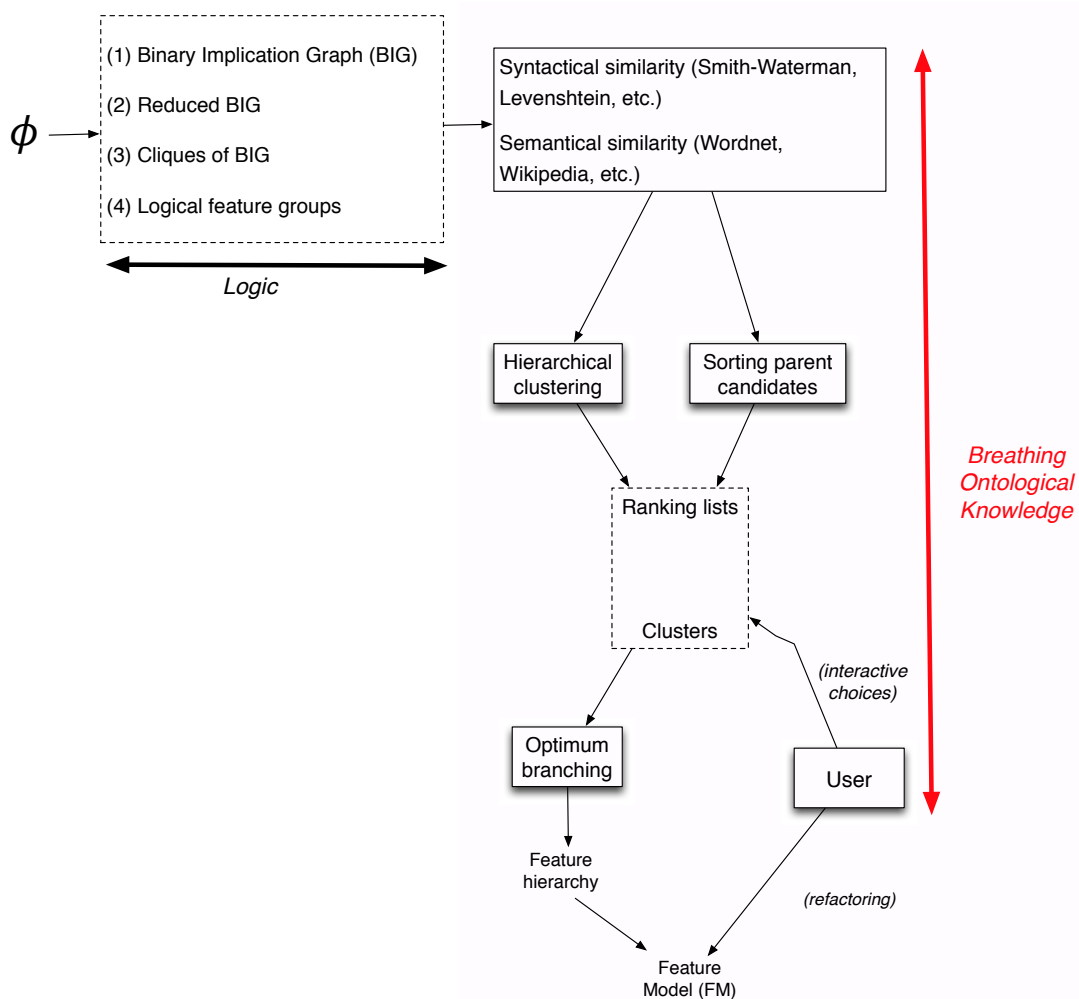 (1) Binary Implication Graph (BIG)
(2) Reduced BIG
(3) Cliques of BIG
(4) Logical feature groups
ϕ
Logic
Syntactical similarity (Smith-Waterman,
Levenshtein, etc.)
Semantical similarity (Wordnet,
Wikipedia, etc.)
Hierarchical
clustering
Sorting parent
candidates
Breathing
Ontological
Knowledge
Ranking lists
Clusters
(interactive
choices)
Optimum
branching
User
Feature
hierarchy
(refactoring)
Feature
Model (FM)